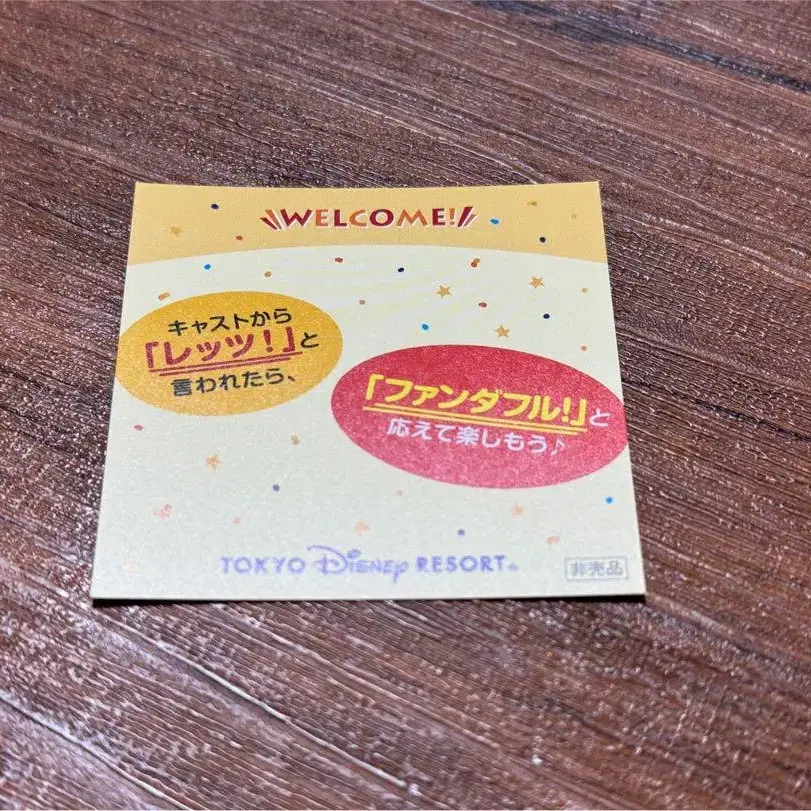 WELCOME!
キャストから
「レッツ！」と
言われたら、
「ファンダフル！」と
応えて楽しもう♪
TOKYO Disney RESORT®
非売品